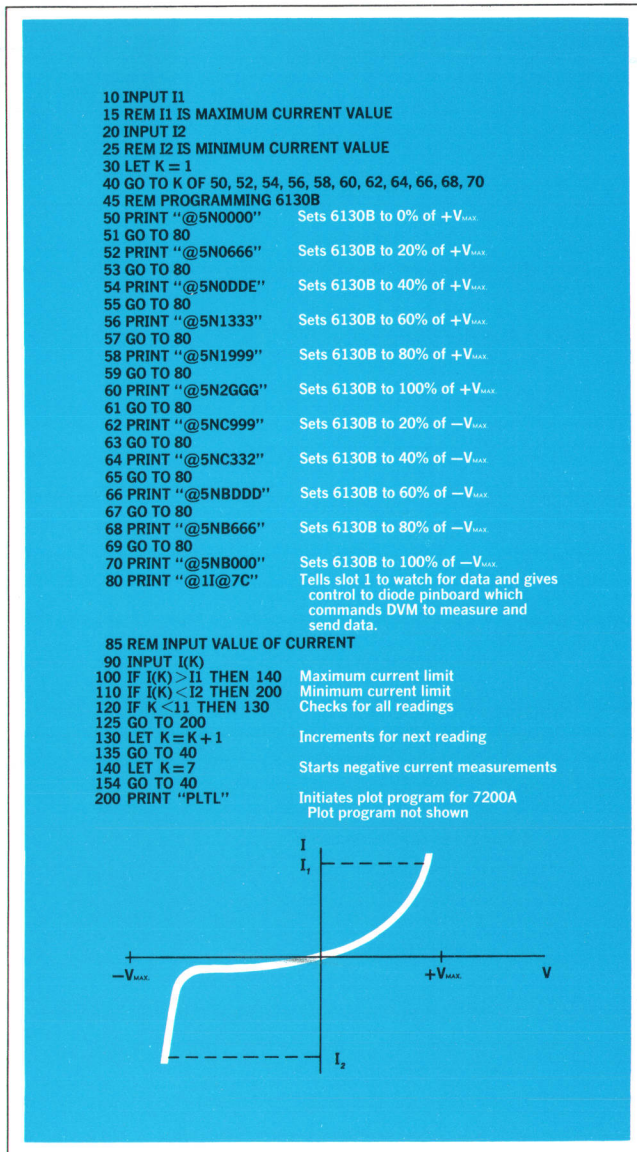 10 INPUT I1
15 REM I1 IS MAXIMUM CURRENT VALUE
20 INPUT I2
25 REM I2 IS MINIMUM CURRENT VALUE
30 LET K = 1
40 GO TO K OF 50, 52, 54, 56, 58, 60, 62, 64, 66, 68, 70
45 REM PROGRAMMING 6130B
50 PRINT “@5N0000” Sets 6130B to 0% of +VMAX.
51 GO TO 80
52 PRINT “@5N0666” Sets 6130B to 20% of +VMAX.
53 GO TO 80
54 PRINT “@5N0DDE” Sets 6130B to 40% of +VMAX.
55 GO TO 80
56 PRINT “@5N1333” Sets 6130B to 60% of +VMAX.
57 GO TO 80
58 PRINT “@5N1999” Sets 6130B to 80% of +VMAX.
59 GO TO 80
60 PRINT “@5N2GGG” Sets 6130B to 100% of +VMAX.
61 GO TO 80
62 PRINT “@5NC999” Sets 6130B to 20% of —VMAX.
63 GO TO 80
64 PRINT “@5NC332” Sets 6130B to 40% of —VMAX.
65 GO TO 80
66 PRINT “@5NBDDD” Sets 6130B to 60% of —VMAX.
67 GO TO 80
68 PRINT “@5NB666” Sets 6130B to 80% of —VMAX.
69 GO TO 80
70 PRINT “@5NB000” Sets 6130B to 100% of —VMAX.
80 PRINT “@1I@7C” Tells slot 1 to watch for data and gives
control to diode pinboard which
commands DVM to measure and
send data.
85 REM INPUT VALUE OF CURRENT
90 INPUT I(K)
100 IF I(K)>I1 THEN 140 Maximum current limit
110 IF I(K)<I2 THEN 200 Minimum current limit
120 IF K <11 THEN 130 Checks for all readings
125 GO TO 200
130 LET K=K+1 Increments for next reading
135 GO TO 40
140 LET K=7 Starts negative current measurements
154 GO TO 40
200 PRINT “PLTL” Initiates plot program for 7200A
Plot program not shown
I
I1
—VMAX. +VMAX. V
I2